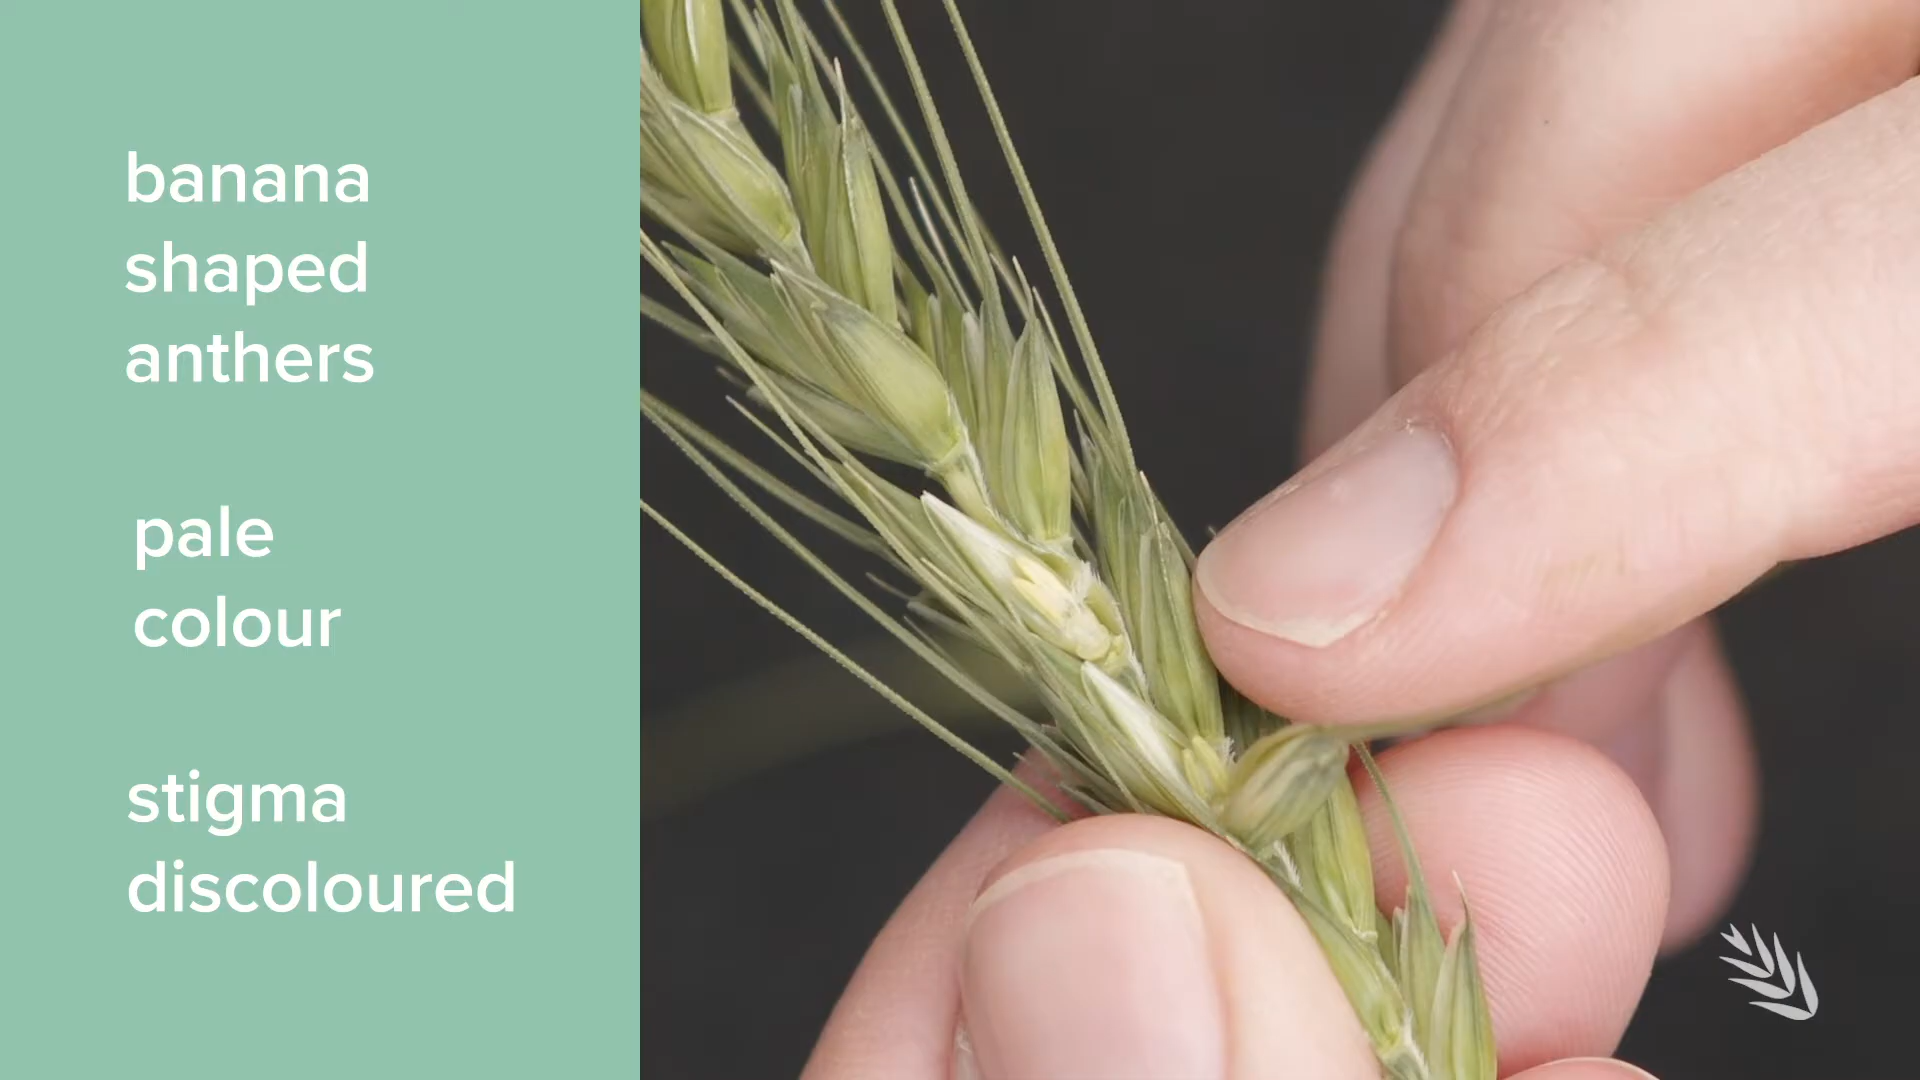 banana
shaped
anthers
pale
colour
stigma
discoloured